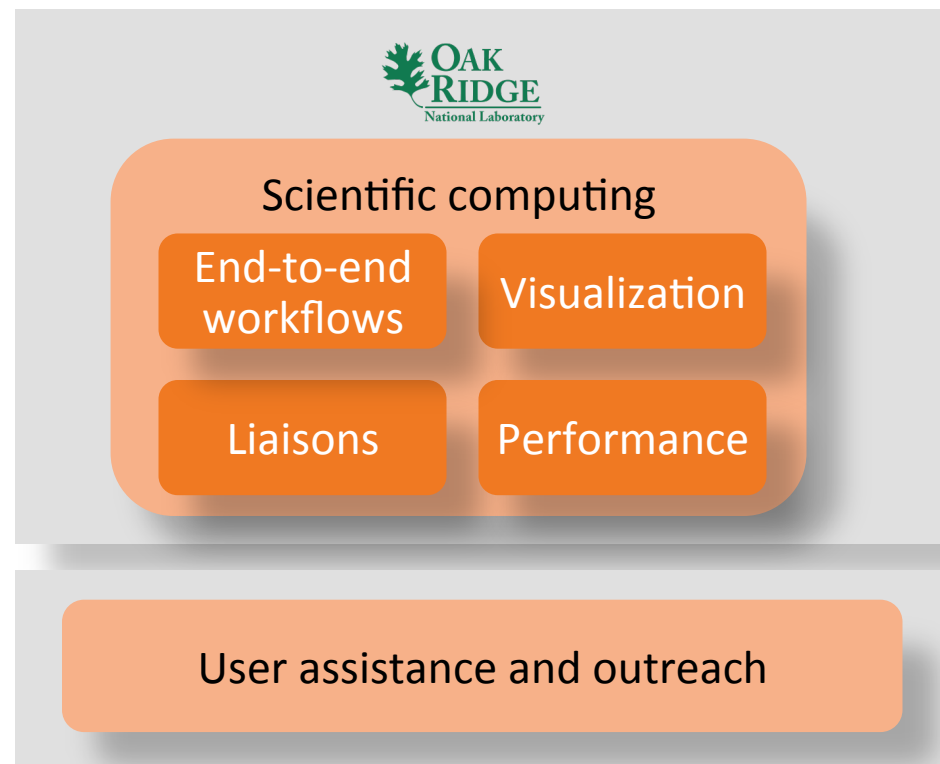 OAK
RIDGE
National Laboratory
Scientific computing
End-to-end
workflows
Visualization
Liaisons
Performance
User assistance and outreach